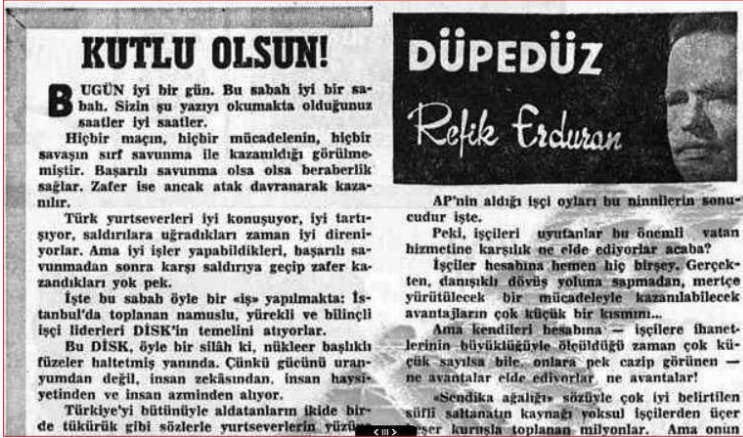 KUTLU OLSUN!
BUGÜN iyi bir gün. Bu sabah iyi bir sa-
bah. Sizin şu yazıyı okumakta olduğunuz
saatler iyi saatler.
Hiçbir maçın, hiçbir mücadelenin, hiçbir
savaşın sırf savunma ile kazanıldığı görülme-
miştir. Başarılı savunma olsa olsa beraberlik
sağlar. Zafer ise ancak atak davranarak kaza-
nılır.
Türk yurtseverleri iyi konuşuyor, iyi tartı-
şıyor, saldırılara uğradıkları zaman iyi direni-
yorlar. Ama iyi işler yapabildikleri, başarılı sa-
vunmadan sonra karşı saldırıya geçip zafer ka-
zandıkları yok pek.
İşte bu sabah öyle bir «iş» yapılmakta: İs-
tanbul'da toplanan namuslu, yürekli ve bilinçli
işçi liderleri DİSK'in temelini atıyorlar.
Bu DİSK, öyle bir silâh ki, nükleer başlıklı
füzeler haltetmiş yanında. Çünkü gücünü uran-
yumdan değil, insan zekâsından, insan haysi-
yetinden ve insan azminden alıyor.
Türkiye'yi bütünüyle aldatanların ikide bir-
de tükürük gibi sözlerle yurtseverlerin yüzüne
DÜPEDÜZ
Refik Erduran
AP'nin aldığı işçi oyları bu ninnilerin sonu-
cudur işte.
Peki, işçileri uyutanlar bu önemli vatan
hizmetine karşılık ne elde ediyorlar acaba?
İşçiler hesabına hemen hiç birşey. Gerçek-
ten, danışıklı dövüş yoluna sapmadan, mertçe
yürütülecek bir mücadeleyle kazanılabilecek
avantajların çok küçük bir kısmını...
Ama kendileri hesabına — işçilere ihanet-
lerinin büyüklüğüyle ölçüldüğü zaman çok kü-
çük sayılsa bile, onlara pek cazip görünen —
ne avantalar elde ediyorlar, ne avantalar!
«Sendika ağalığı» sözüyle çok iyi belirtilen
süfli saltanatın kaynağı yoksul işçilerden üçer
beşer kuruşla toplanan milyonlar. Ama onun